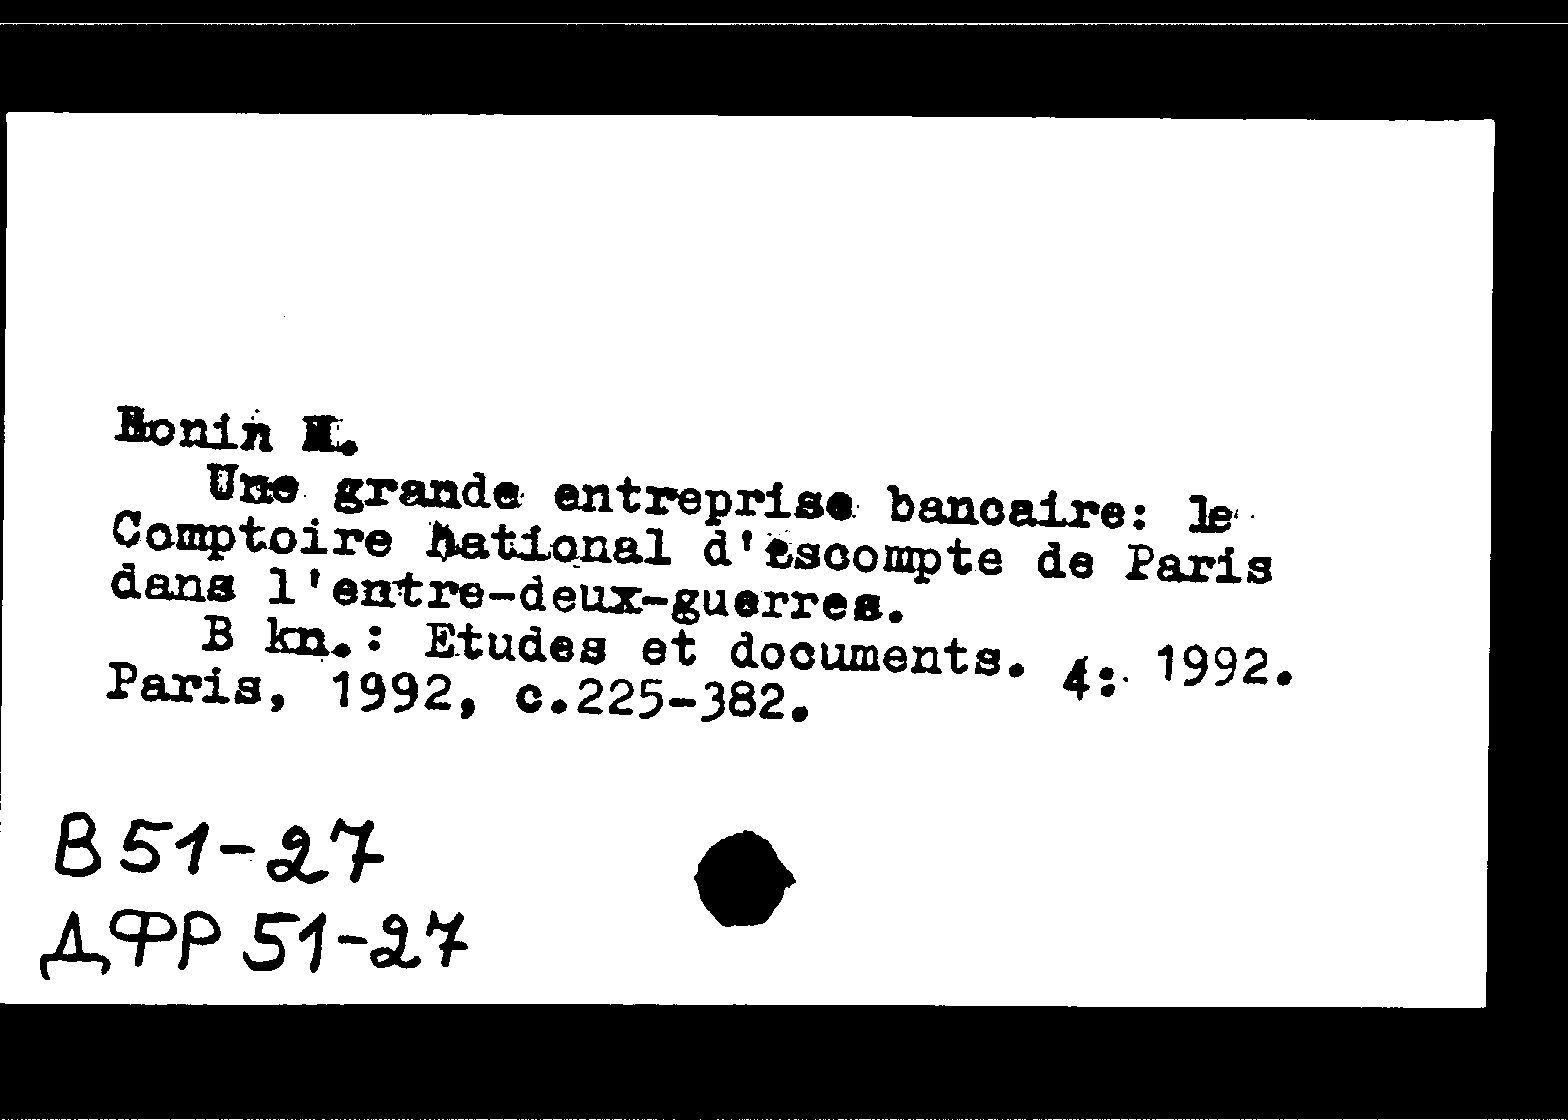 Bonin H.
Une grande entreprise bancaire: le
Comptoire national d'escompte de Paris
dans l'entre-deux-guerres.
B kn.: Etudes et documents. 4: 1992.
Paris, 1992, c.225-382.
В 51-27
ДФР 51-27